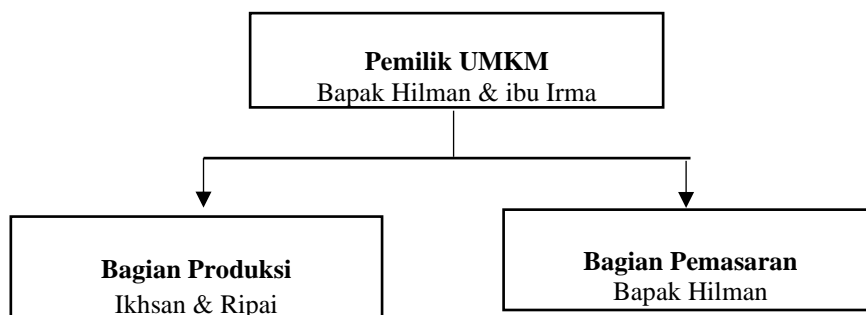 Pemilik UMKM
Bapak Hilman & ibu Irma
Bagian Produksi
Ikhsan & Ripai
Bagian Pemasaran
Bapak Hilman